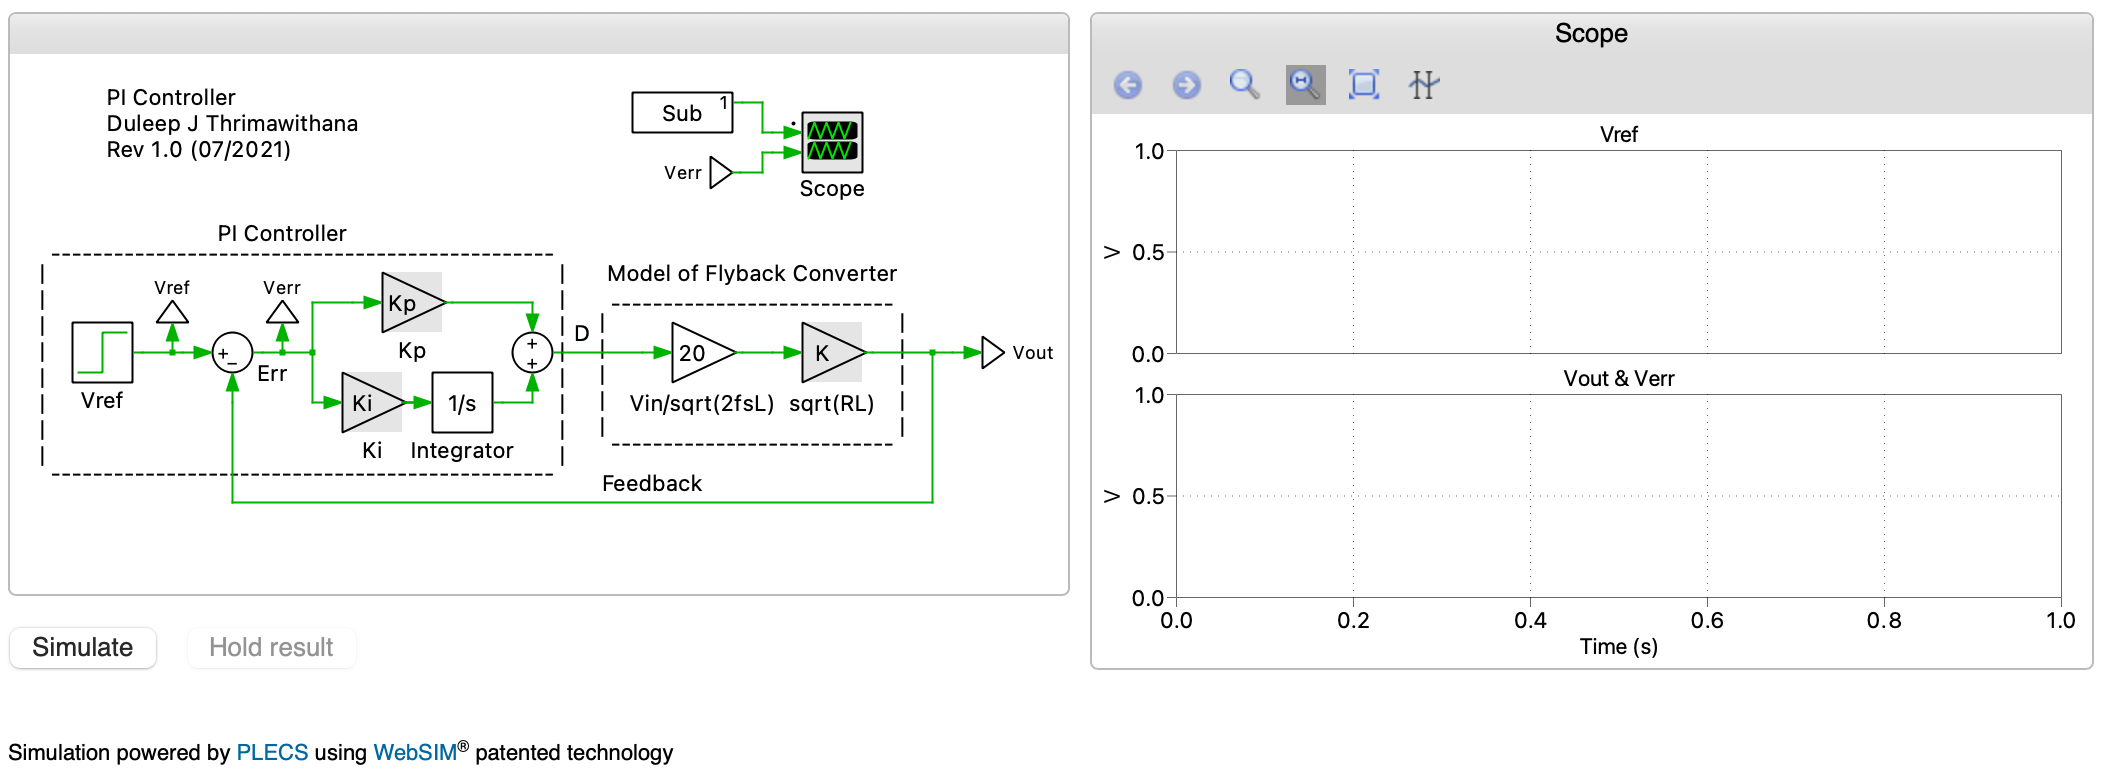 PI Controller
Duleep J Thrimawithana
Rev 1.0 (07/2021)
Sub 1
Verr
Scope
PI Controller
Vref
Verr
Kp
Kp
Vref
+
−
Err
Ki
Ki
1/s
Integrator
+
+
D
Model of Flyback Converter
20
Vin/sqrt(2fsL)
K
sqrt(RL)
Vout
Feedback
Simulate
Hold result
Simulation powered by PLECS using WebSIM® patented technology
Scope
Vref
1.0
V 0.5
0.0
Vout & Verr
1.0
V 0.5
0.0
0.0 0.2 0.4 0.6 0.8 1.0
Time (s)